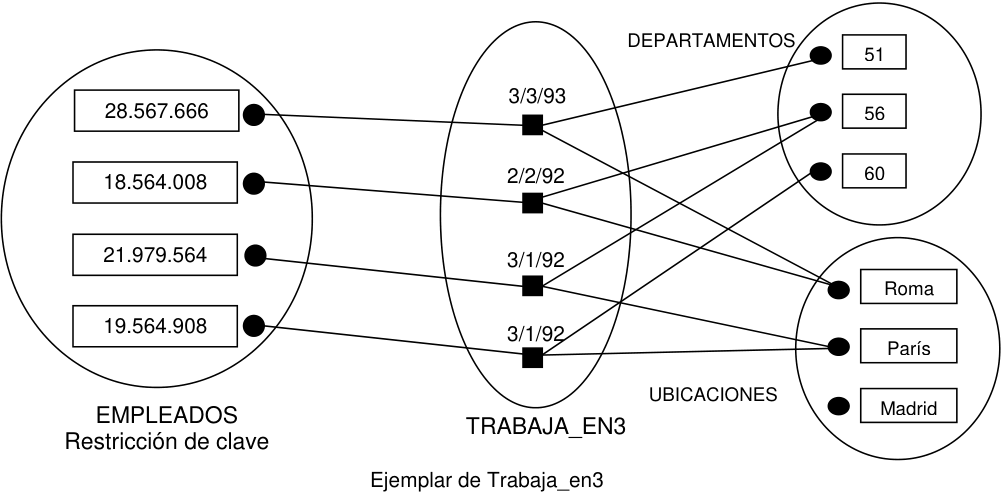 DEPARTAMENTOS
51
56
60
3/3/93
2/2/92
3/1/92
3/1/92
28.567.666
18.564.008
21.979.564
19.564.908
Roma
París
Madrid
UBICACIONES
EMPLEADOS
Restricción de clave
TRABAJA_EN3
Ejemplar de Trabaja_en3